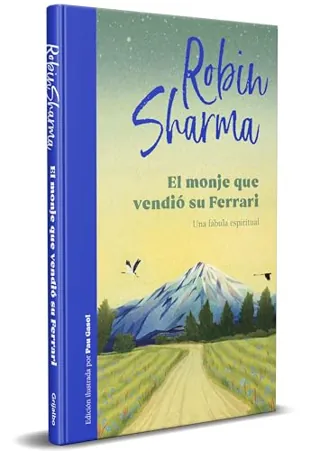 Robin Sharma
El monje que vendió su Ferrari
Grijalbo
Robin
Sharma
El monje que
vendió su Ferrari
Una fábula espiritual
Edición ilustrada por Pau Gasol